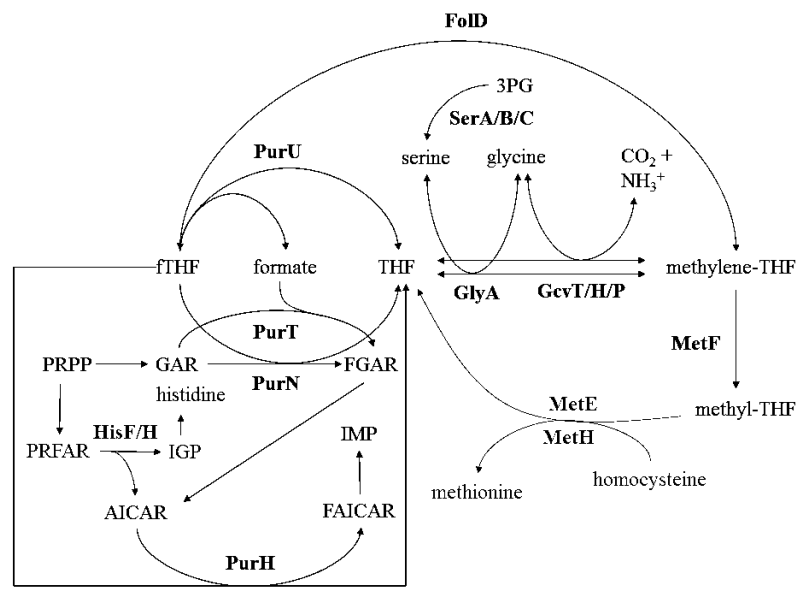 FolD
3PG
SerA/B/C
PurU
serine
glycine
CO2 +
NH3+
fTHF
formate
THF
methylene-THF
GlyA
GcvT/H/P
PurT
MetF
PRPP
GAR
PurN
FGAR
histidine
MetE
methyl-THF
HisF/H
IMP
MetH
PRFAR
IGP
methionine
homocysteine
AICAR
FAICAR
PurH